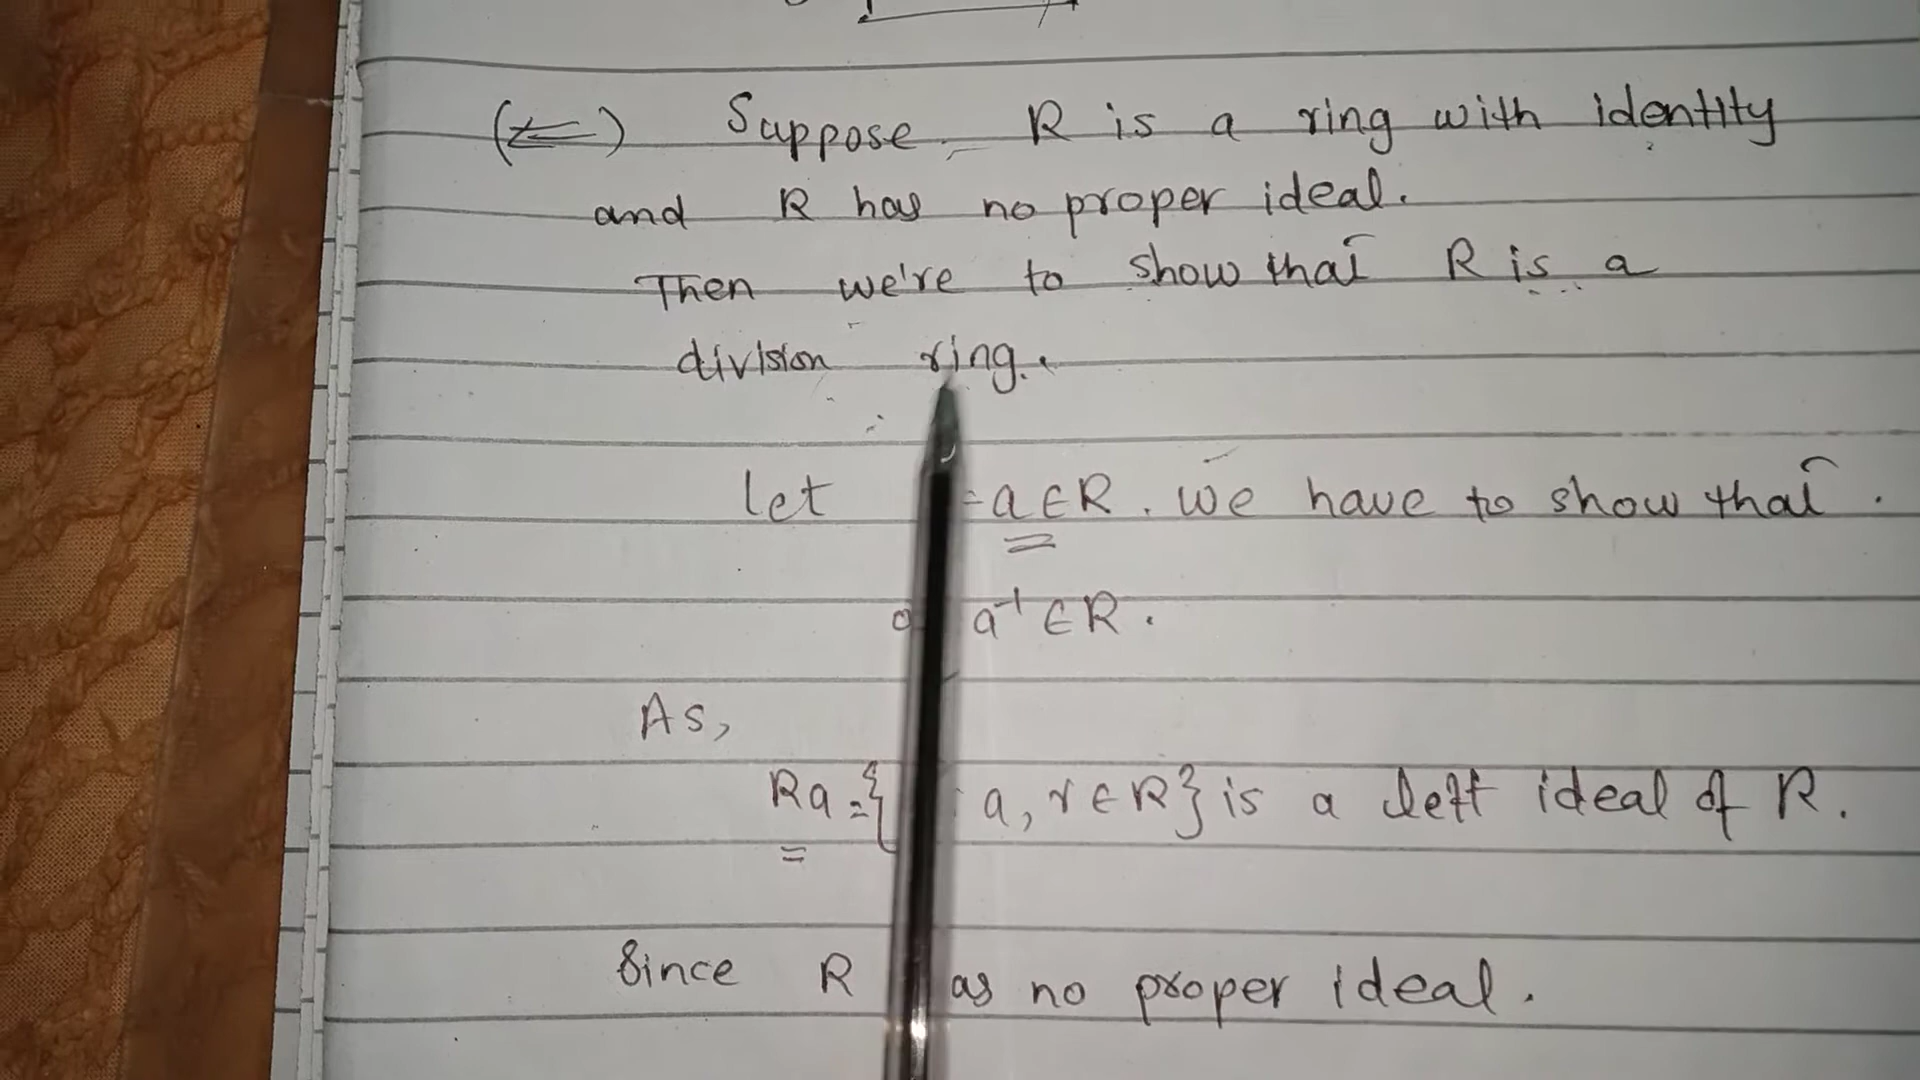 (⇐) Suppose R is a ring with identity
and R has no proper ideal.
Then we're to show that R is a
division ring.
Let a∈R. we have to show that
a⁻¹ ∈ R.
As,
Ra = { a, r∈R} is a left ideal of R.
Since R no proper ideal.